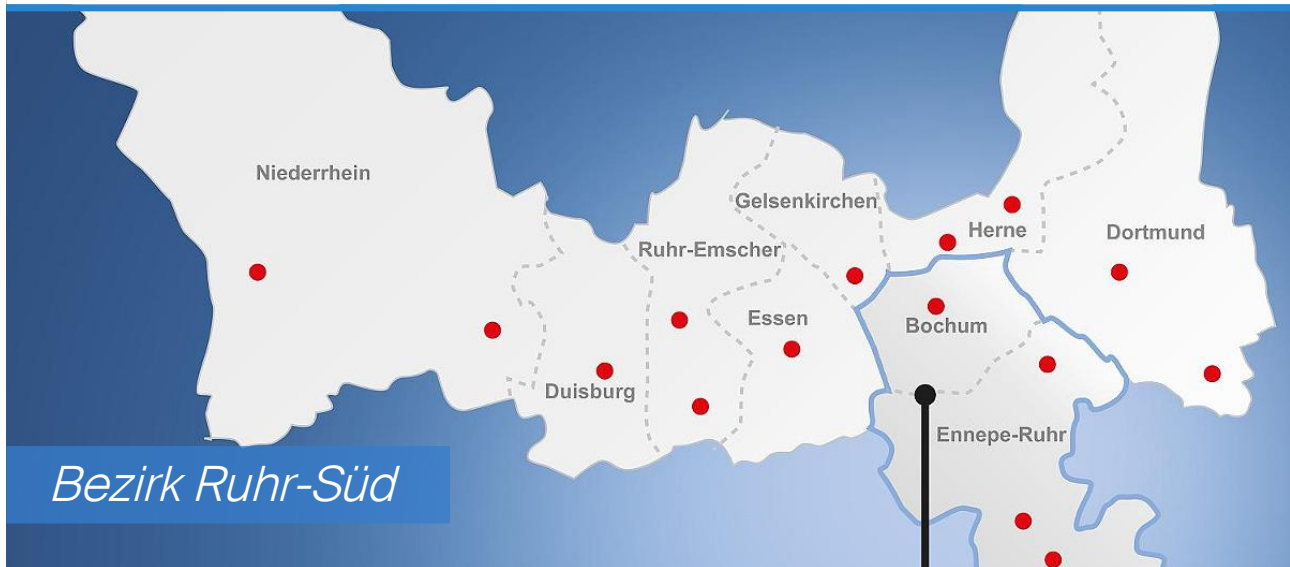 Niederrhein
Gelsenkirchen
Ruhr-Emscher
Herne
Dortmund
Essen
Bochum
Duisburg
Ennepe-Ruhr
Bezirk Ruhr-Süd